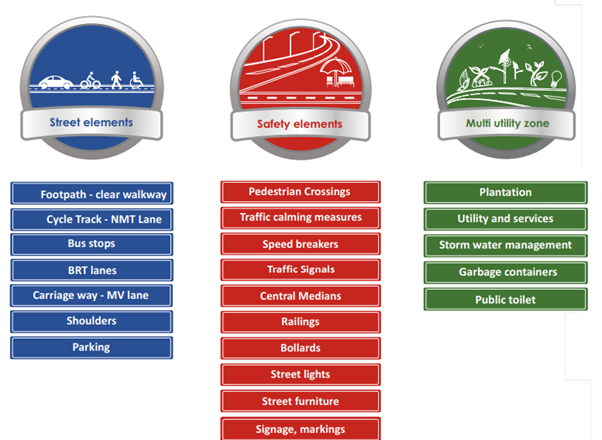 Street elements
Safety elements
Multi utility zone
Footpath - clear walkway
Cycle Track - NMT Lane
Bus stops
BRT lanes
Carriage way - MV lane
Shoulders
Parking
Pedestrian Crossings
Traffic calming measures
Speed breakers
Traffic Signals
Central Medians
Railings
Bollards
Street lights
Street furniture
Signage, markings
Plantation
Utility and services
Storm water management
Garbage containers
Public toilet